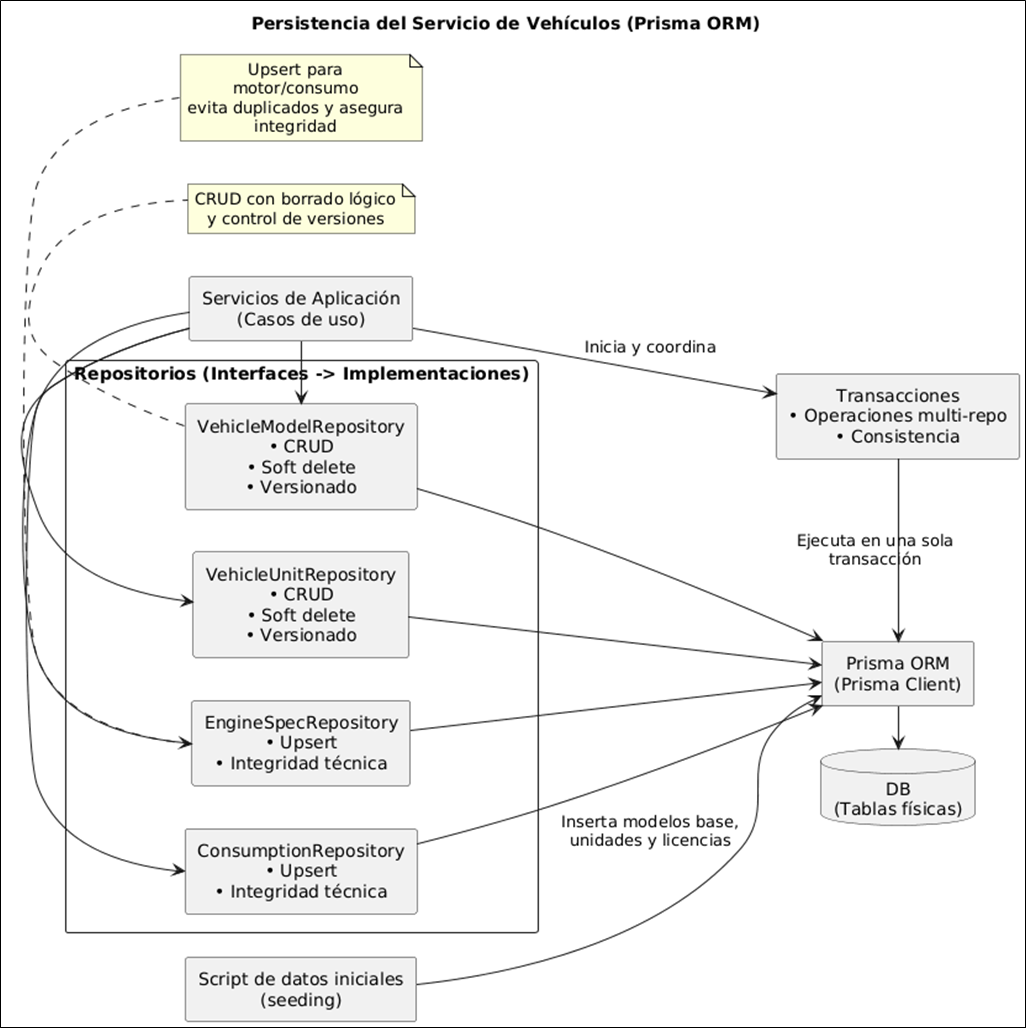 Persistencia del Servicio de Vehículos (Prisma ORM)
Upsert para
motor/consumo
evita duplicados y asegura
integridad
CRUD con borrado lógico
y control de versiones
Servicios de Aplicación
(Casos de uso)
Inicia y coordina
Repositorios (Interfaces -> Implementaciones)
Transacciones
• Operaciones multi-repo
• Consistencia
VehicleModelRepository
• CRUD
• Soft delete
• Versionado
Ejecuta en una sola
transacción
VehicleUnitRepository
• CRUD
• Soft delete
• Versionado
Prisma ORM
(Prisma Client)
EngineSpecRepository
• Upsert
• Integridad técnica
DB
(Tablas físicas)
Inserta modelos base,
unidades y licencias
ConsumptionRepository
• Upsert
• Integridad técnica
Script de datos iniciales
(seeding)